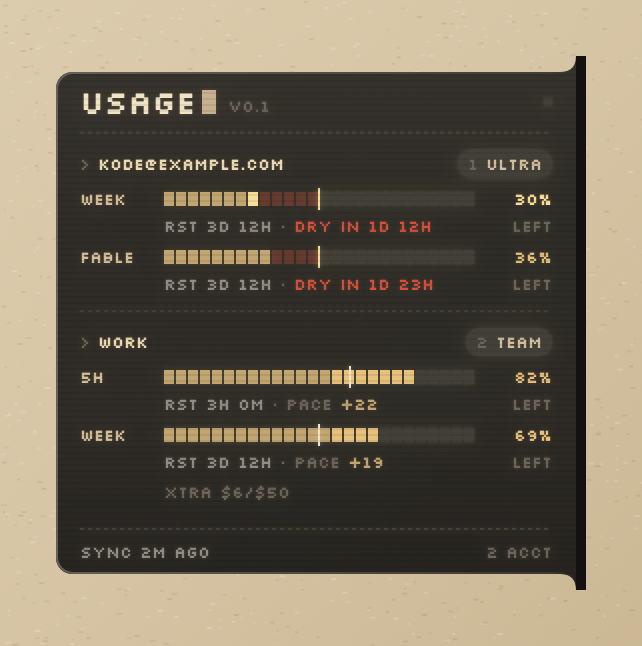 USAGE V0.1
> KODE@EXAMPLE.COM 1 ULTRA
WEEK 30%
RST 3D 12H · DRY IN 1D 12H LEFT
FABLE 36%
RST 3D 12H · DRY IN 1D 23H LEFT
> WORK 2 TEAM
5H 82%
RST 3H 0M · PACE +22 LEFT
WEEK 69%
RST 3D 12H · PACE +19 LEFT
XTRA $6/$50
SYNC 2M AGO 2 ACCT